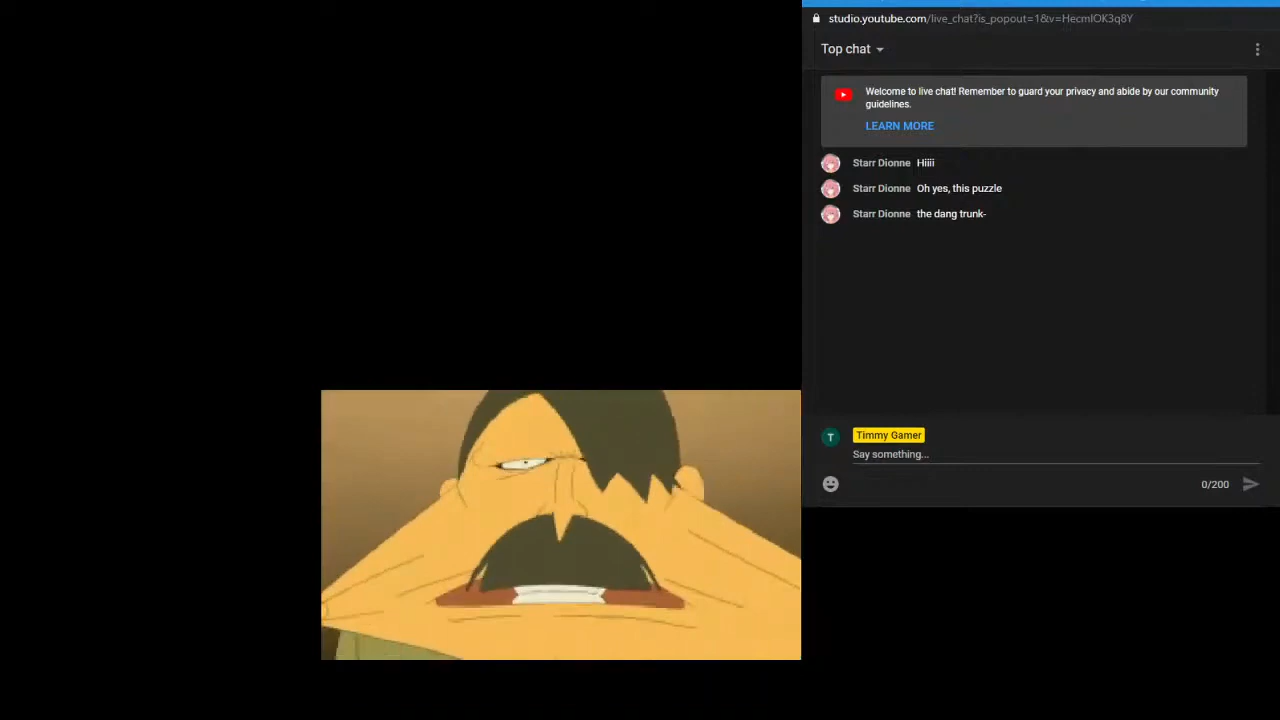 studio.youtube.com/live_chat?is_popout=1&v=HecmlOK3q8Y
Top chat
Welcome to live chat! Remember to guard your privacy and abide by our community
guidelines.
LEARN MORE
Starr Dionne Hiiii
Starr Dionne Oh yes, this puzzle
Starr Dionne the dang trunk-
T Timmy Gamer
Say something...
0/200